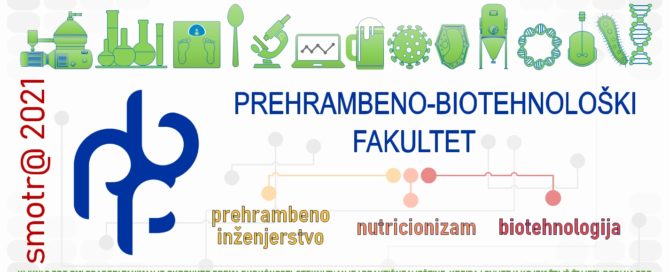 smotr@ 2021
PREHRAMBENO-BIOTEHNOLOŠKI
FAKULTET
prehrambeno
inženjerstvo
nutricionizam
biotehnologija